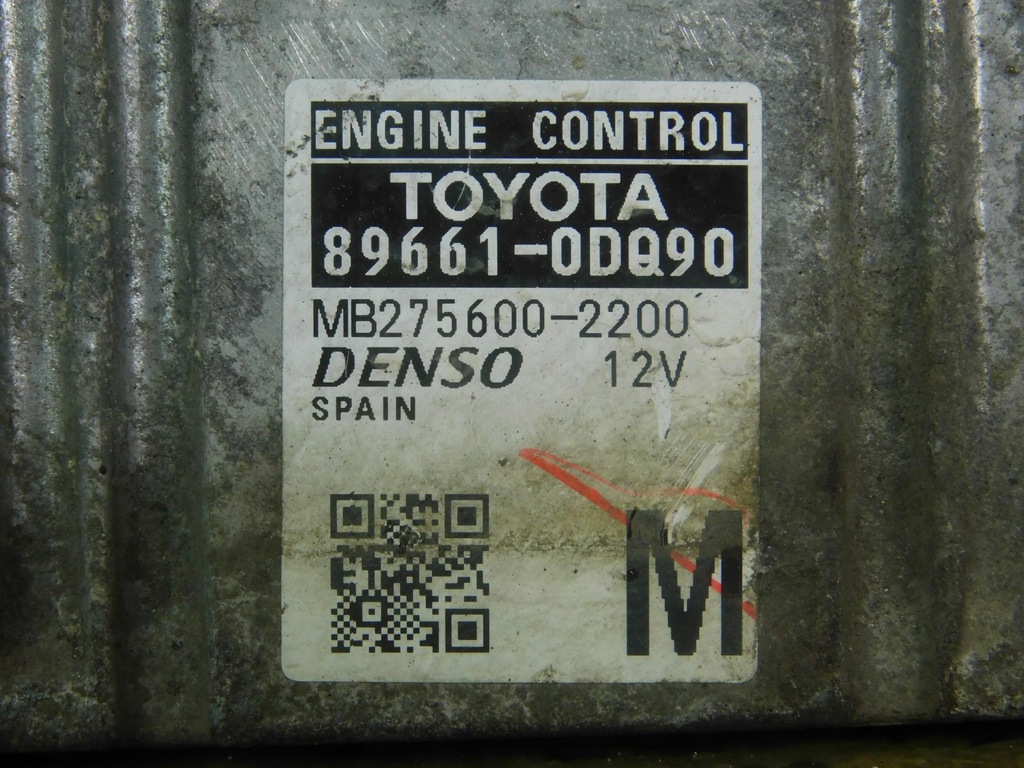 ENGINE CONTROL
TOYOTA
89661-0DQ90
MB275600-2200
DENSO 12V
SPAIN
M